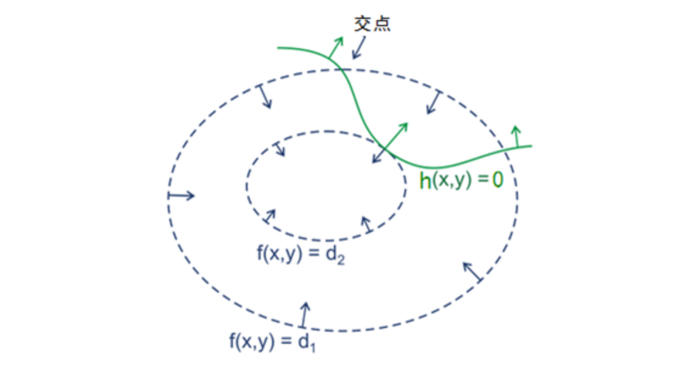 交点
h(x,y) = 0
f(x,y) = d₂
f(x,y) = d₁